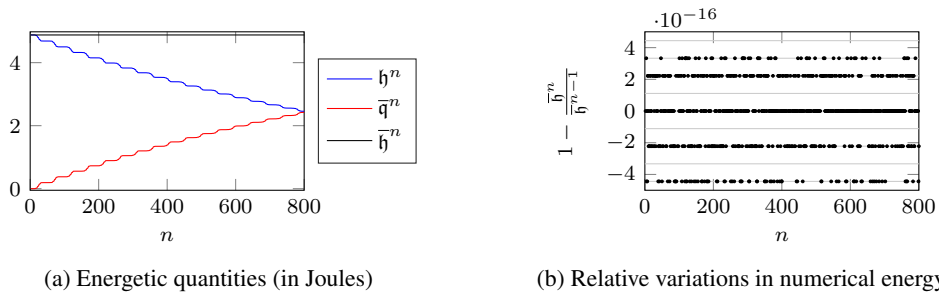 4
2
0
0 200 400 600 800
n
𝔥ⁿ
𝔮̅ⁿ
𝔥̅ⁿ
(a) Energetic quantities (in Joules)
·10⁻¹⁶
4
2
0
−2
−4
1 − 𝔥̅ⁿ/𝔥̅ⁿ⁻¹
0 200 400 600 800
n
(b) Relative variations in numerical energy